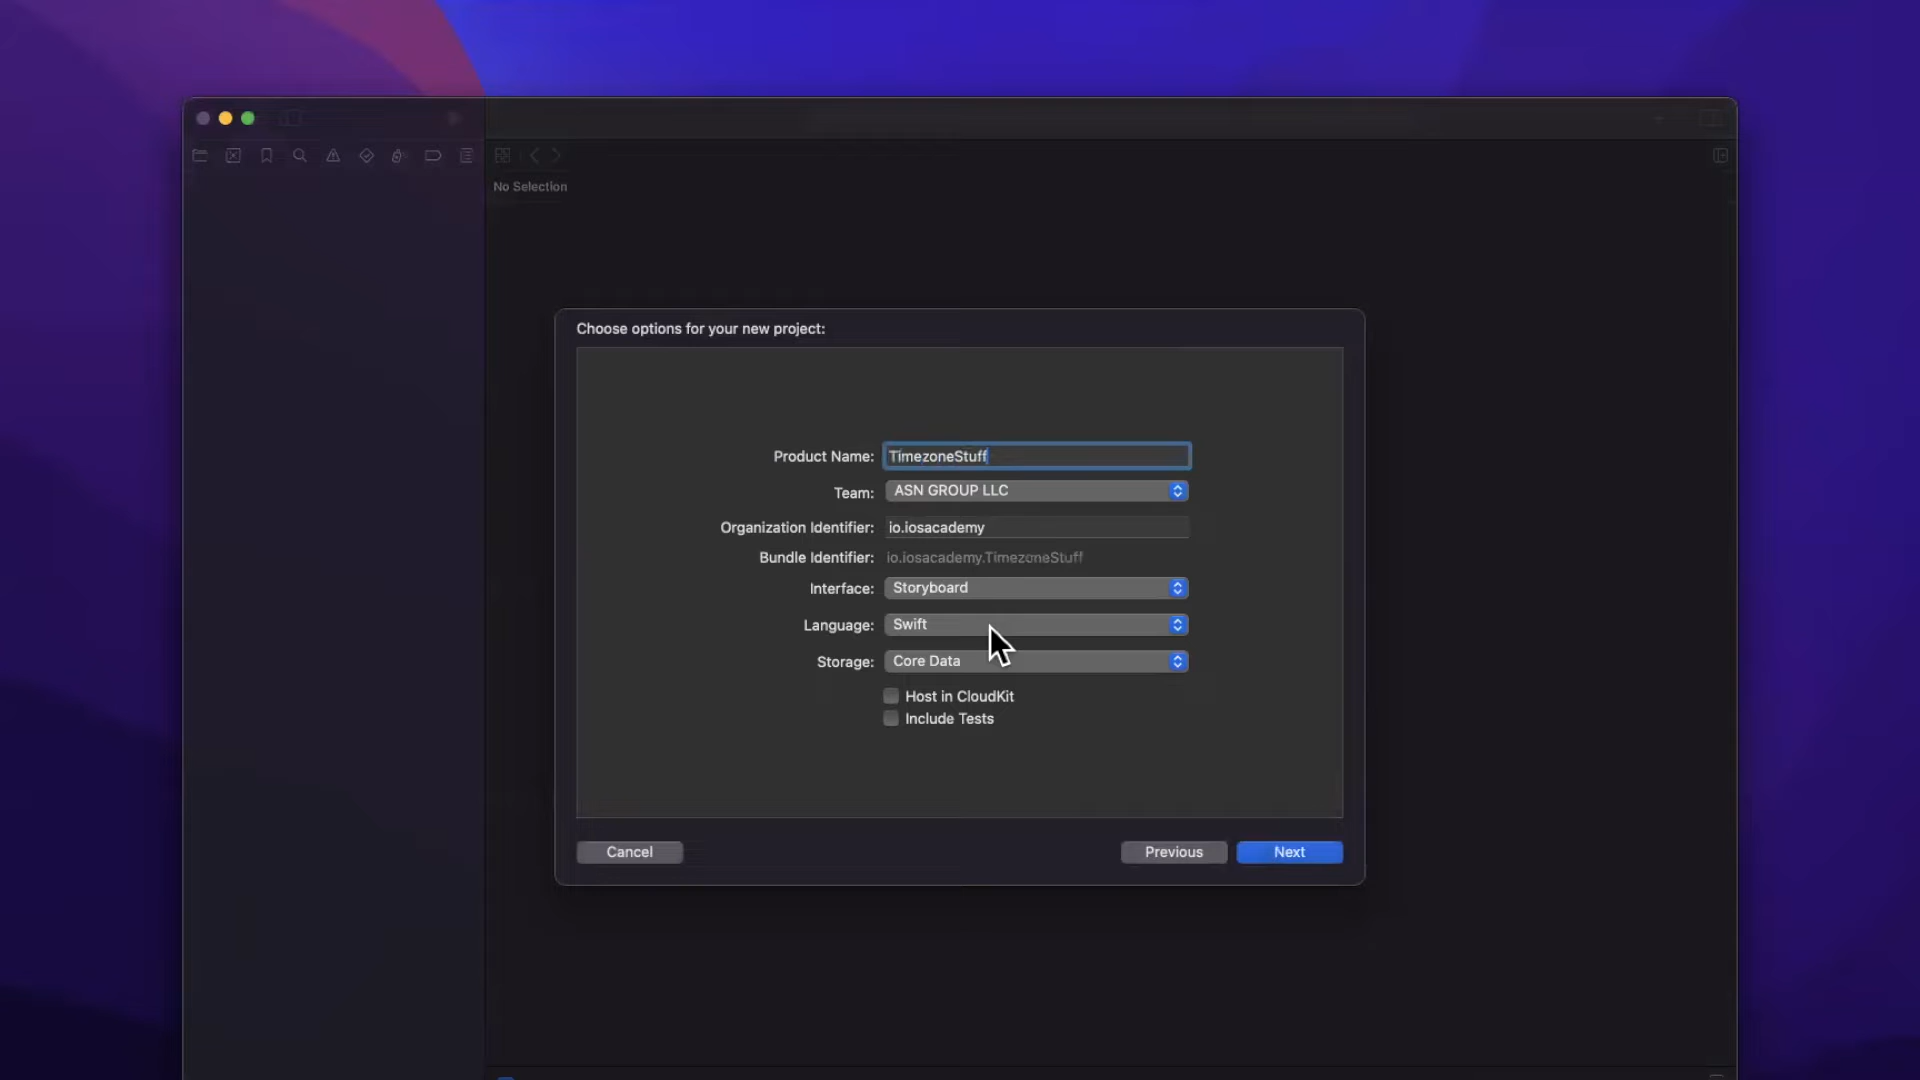 No Selection
Choose options for your new project:
Product Name: TimezoneStuff
Team: ASN GROUP LLC
Organization Identifier: io.iosacademy
Bundle Identifier: io.iosacademy.TimezoneStuff
Interface: Storyboard
Language: Swift
Storage: Core Data
Host in CloudKit
Include Tests
Cancel Previous Next